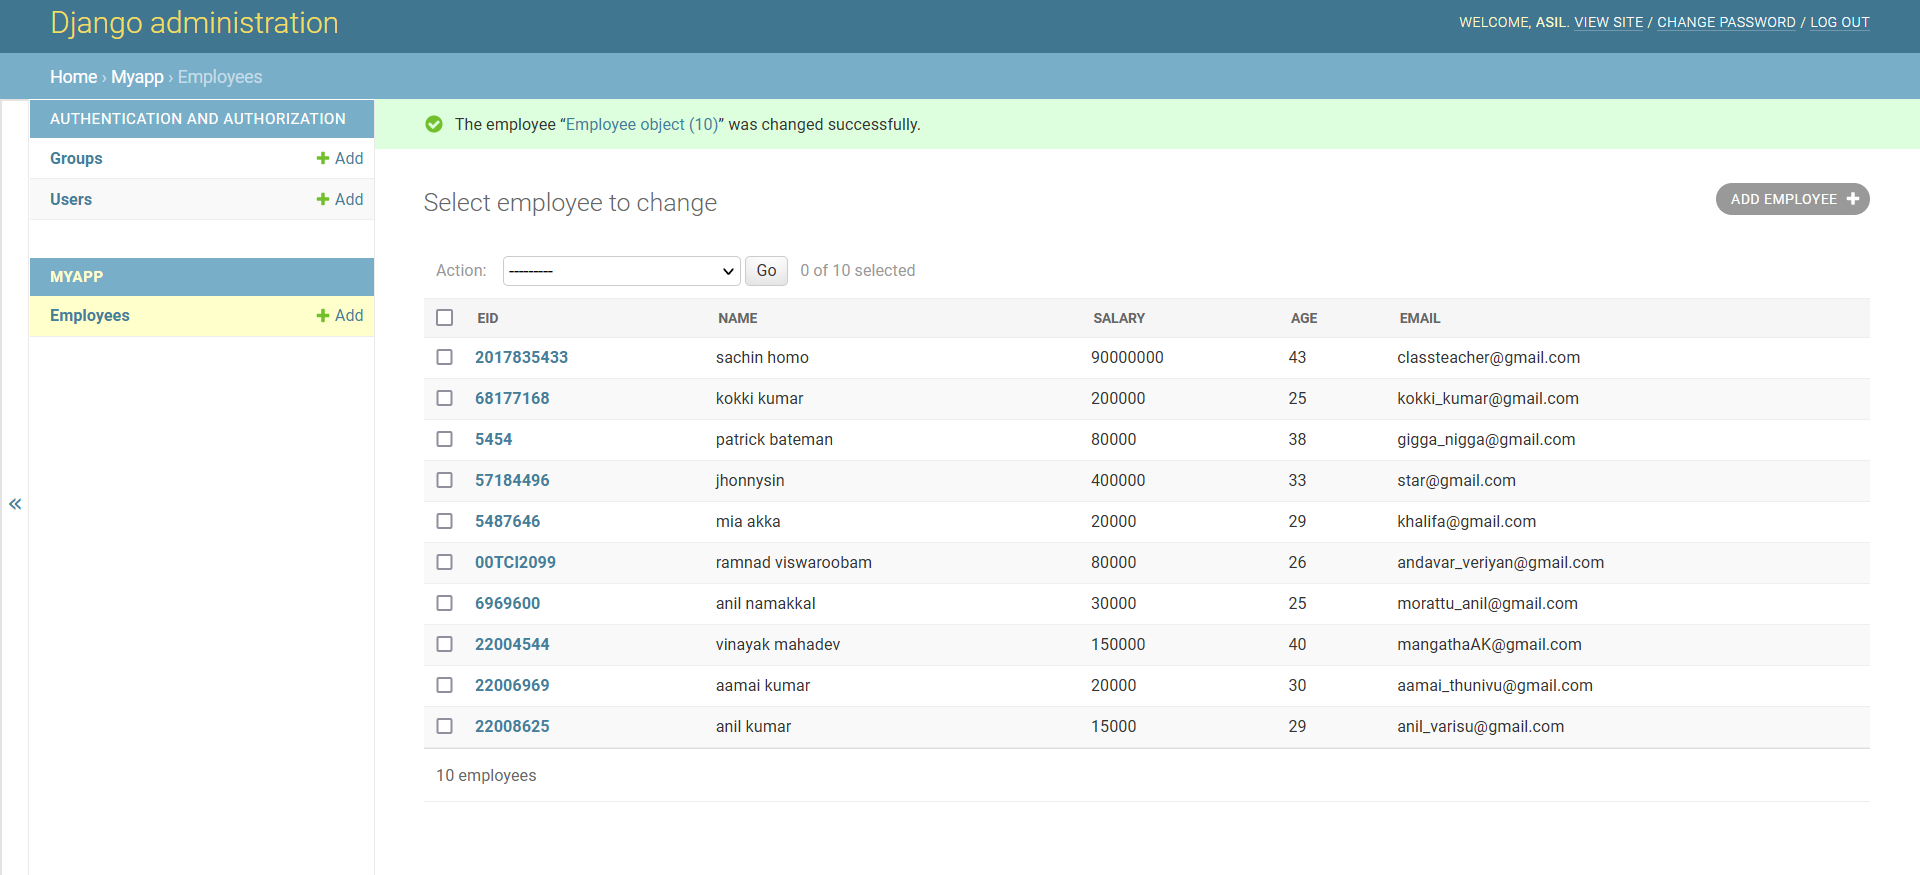 Django administration
WELCOME, ASIL. VIEW SITE / CHANGE PASSWORD / LOG OUT
Home › Myapp › Employees
AUTHENTICATION AND AUTHORIZATION
Groups + Add
Users + Add
MYAPP
Employees + Add
«
The employee “Employee object (10)” was changed successfully.
Select employee to change
ADD EMPLOYEE +
Action: --------- Go 0 of 10 selected
EID NAME SALARY AGE EMAIL
2017835433 sachin homo 90000000 43 classteacher@gmail.com
68177168 kokki kumar 200000 25 kokki_kumar@gmail.com
5454 patrick bateman 80000 38 gigga_nigga@gmail.com
57184496 jhonnysin 400000 33 star@gmail.com
5487646 mia akka 20000 29 khalifa@gmail.com
00TCI2099 ramnad viswaroobam 80000 26 andavar_veriyan@gmail.com
6969600 anil namakkal 30000 25 morattu_anil@gmail.com
22004544 vinayak mahadev 150000 40 mangathaAK@gmail.com
22006969 aamai kumar 20000 30 aamai_thunivu@gmail.com
22008625 anil kumar 15000 29 anil_varisu@gmail.com
10 employees